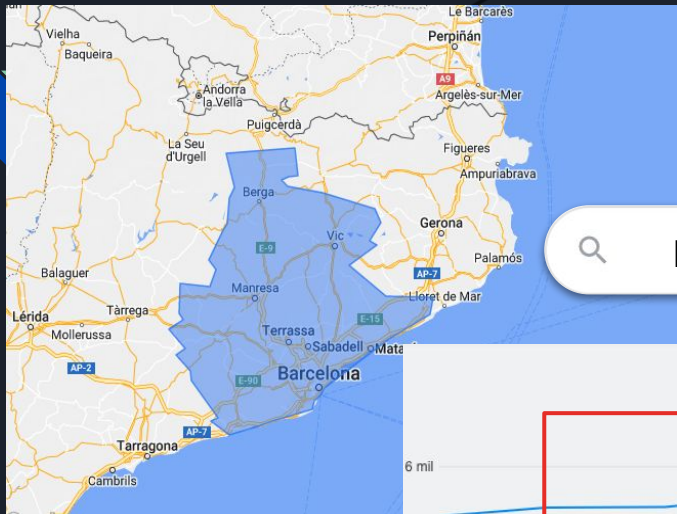 Le Barcarès
Vielha
Perpiñán
Baqueira
A9
Andorra
la Vella
Argelès-sur-Mer
Puigcerdà
La Seu
d'Urgell
Figueres
Ampuriabrava
Berga
Gerona
Vic
E-9
Palamós
Balaguer
AP-7
Manresa
Lloret de Mar
Lérida
Tàrrega
E-15
Mollerussa
Terrassa
Sabadell
AP-2
Barcelona
E-90
AP-7
Tarragona
Cambrils
6 mil